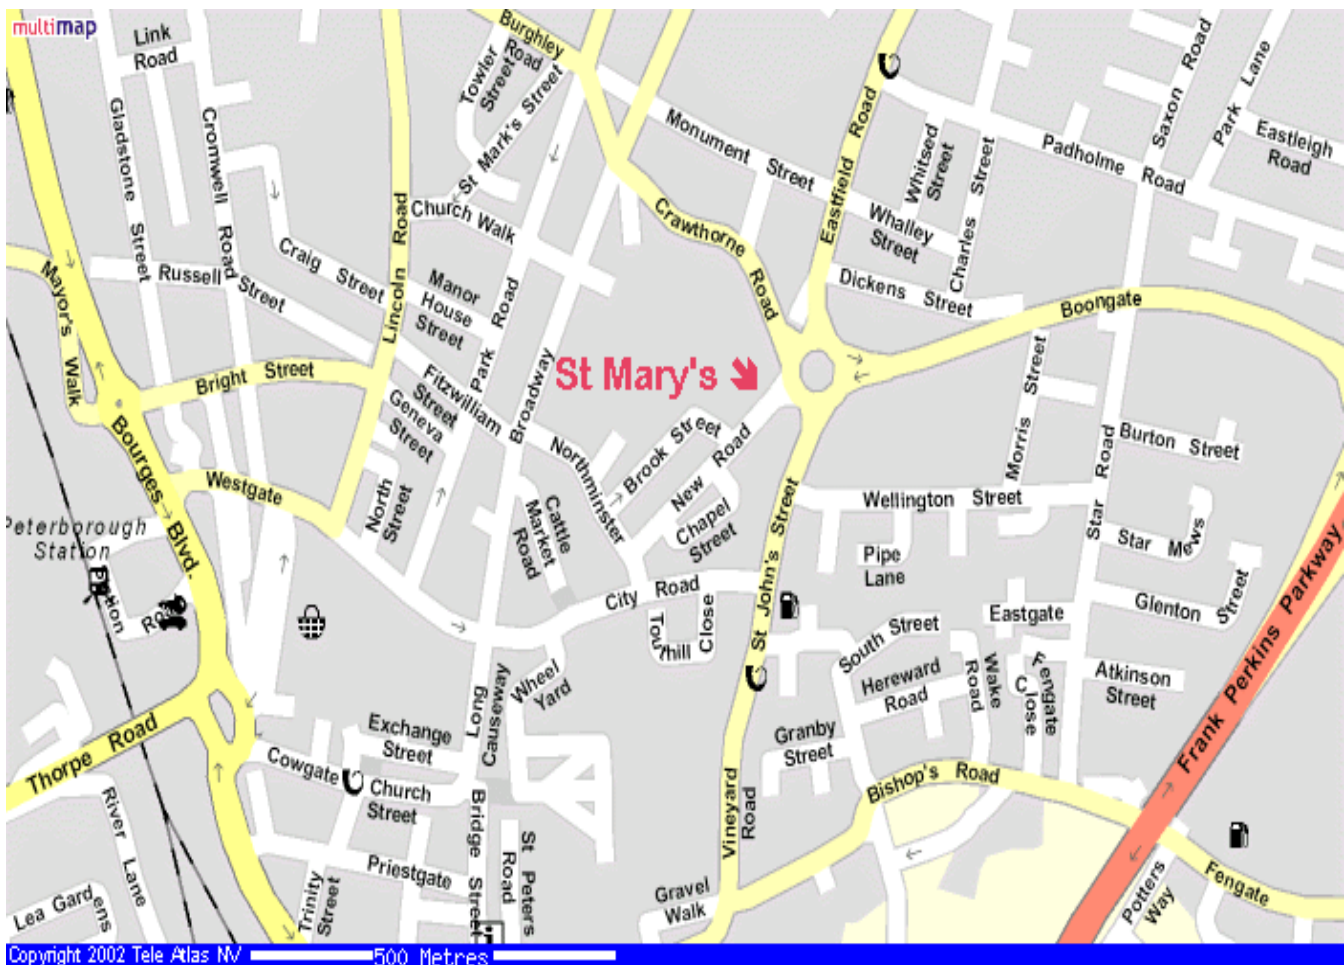 multimap
Link
Road
Burghley
Road
Towler
Street
St Mark's Street
Gladstone Street
Cromwell Road
Lincoln Road
Church Walk
Monument Street
Crawthorne Road
Eastfield Road
Whitsed
Street
Charles Street
Whalley
Street
Padholme Road
Saxon Road
Park Lane
Eastleigh
Road
Mayor's Walk
Russell Street
Craig Street
Manor
House
Street
Park Road
Dickens Street
Boongate
Bright Street
Fitzwilliam
Street
Geneva
Street
Broadway
St Mary's
Northminster
Brook Street
New Road
Chapel
Street
Morris Street
Star Road
Burton Street
Bourges Blvd.
Westgate
North
Street
Cattle
Market
Road
St John's Street
Wellington Street
Pipe
Lane
Star Mews
Peterborough
Station
Station Road
City Road
Touthill Close
South Street
Eastgate
Glenton Street
Hereward
Road
Wake
Road
Fengate
Close
Atkinson
Street
Frank Perkins Parkway
Wheel
Yard
Long
Causeway
Thorpe Road
Exchange
Street
Granby
Street
Cowgate
Church
Street
Bishop's Road
Vineyard
Road
River Lane
Priestgate
Bridge Street
St Peters
Road
Trinity
Street
Gravel
Walk
Lea Gardens
Potters
Way
Fengate
Copyright 2002 Tele Atlas NV
500 Metres